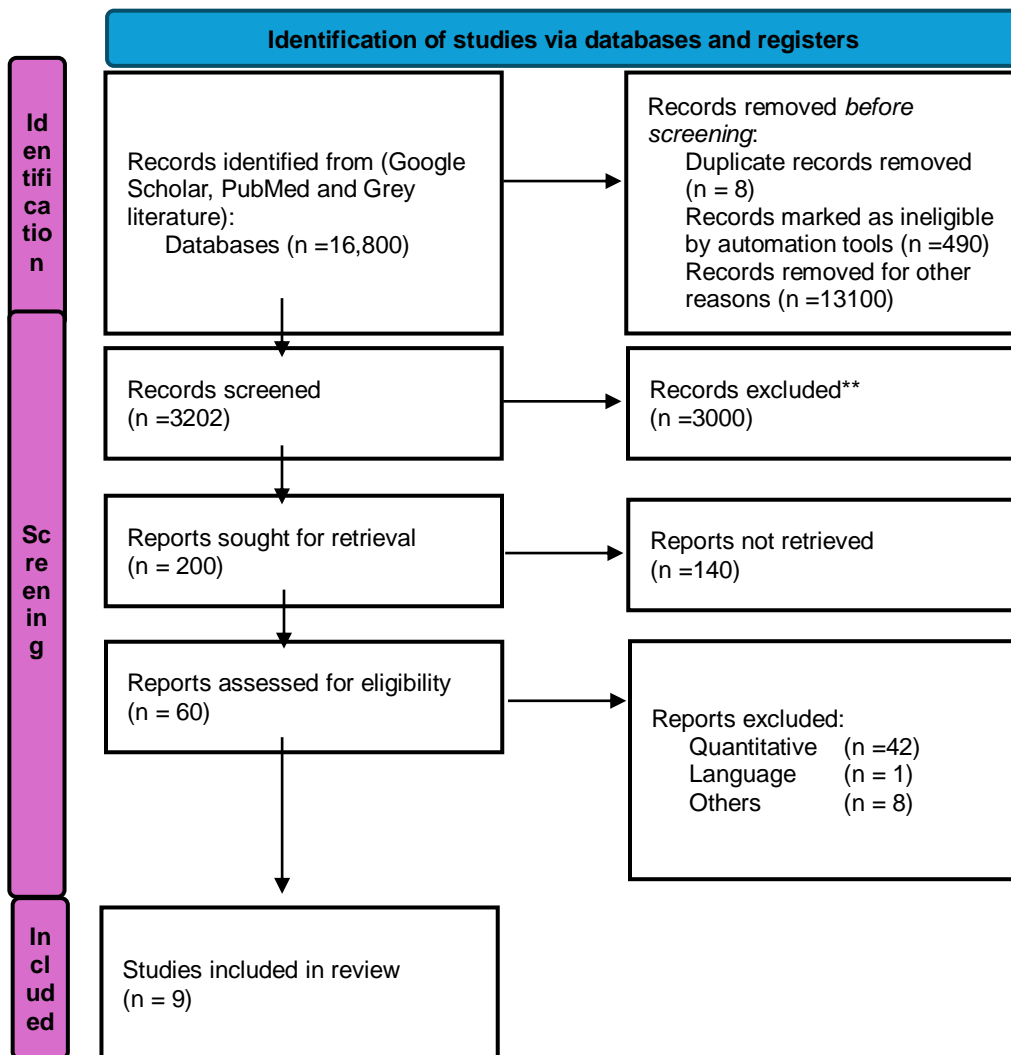 Identification of studies via databases and registers
Id
en
tifi
ca
tio
n
Records identified from (Google
Scholar, PubMed and Grey
literature):
Databases (n =16,800)
Records removed before
screening:
Duplicate records removed
(n = 8)
Records marked as ineligible
by automation tools (n =490)
Records removed for other
reasons (n =13100)
Sc
re
en
in
g
Records screened
(n =3202)
Records excluded**
(n =3000)
Reports sought for retrieval
(n = 200)
Reports not retrieved
(n =140)
Reports assessed for eligibility
(n = 60)
Reports excluded:
Quantitative (n =42)
Language (n = 1)
Others (n = 8)
In
cl
ud
ed
Studies included in review
(n = 9)